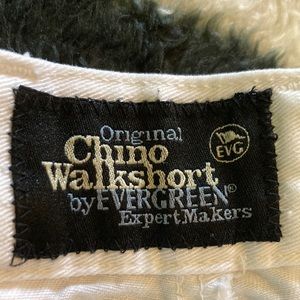 Original
Chino
Walkshort
by EVERGREEN®
Expert Makers
EVG